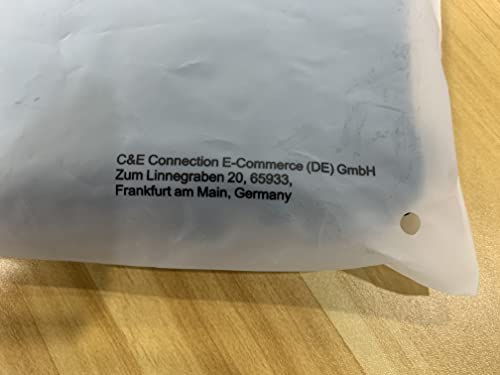 C&E Connection E-Commerce (DE) GmbH
Zum Linnegraben 20, 65933,
Frankfurt am Main, Germany